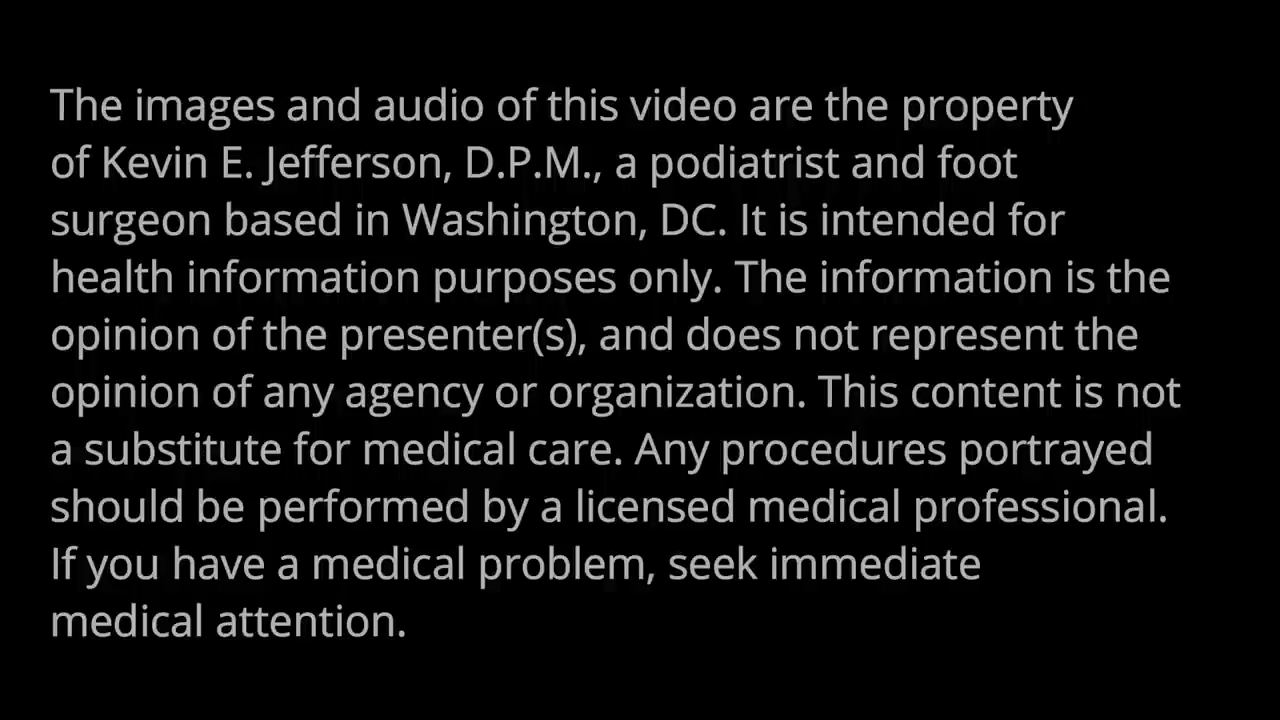 The images and audio of this video are the property
of Kevin E. Jefferson, D.P.M., a podiatrist and foot
surgeon based in Washington, DC. It is intended for
health information purposes only. The information is the
opinion of the presenter(s), and does not represent the
opinion of any agency or organization. This content is not
a substitute for medical care. Any procedures portrayed
should be performed by a licensed medical professional.
If you have a medical problem, seek immediate
medical attention.